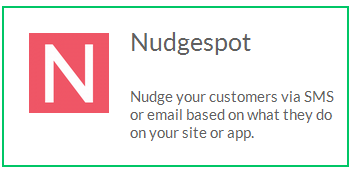 N
Nudgespot
Nudge your customers via SMS
or email based on what they do
on your site or app.